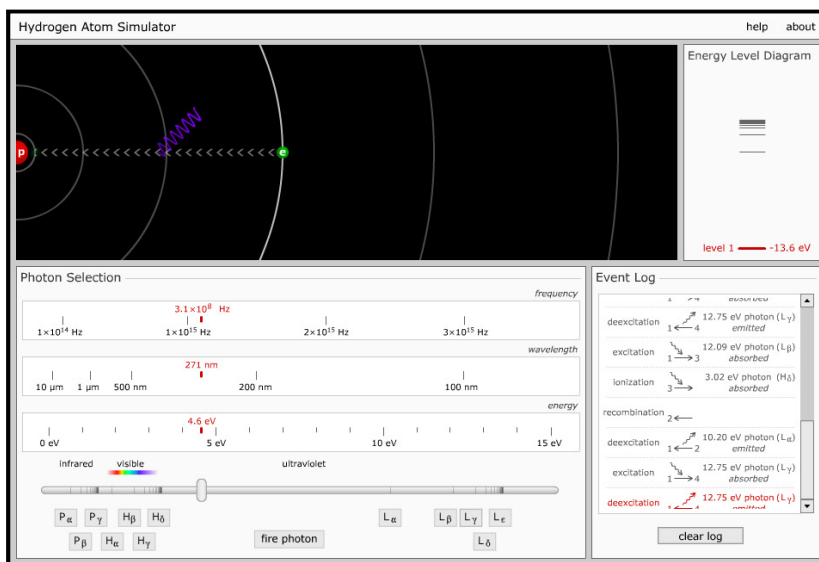 Hydrogen Atom Simulator
help about
p
e
Energy Level Diagram
level 1 -13.6 eV
Photon Selection
frequency
3.1×10⁸ Hz
1×10¹⁴ Hz 1×10¹⁵ Hz 2×10¹⁵ Hz 3×10¹⁵ Hz
wavelength
271 nm
10 μm 1 μm 500 nm 200 nm 100 nm
energy
4.6 eV
0 eV 5 eV 10 eV 15 eV
infrared visible ultraviolet
Pα Pγ Hβ Hδ Lα Lβ Lγ Lε
Pβ Hα Hγ Lδ
fire photon
Event Log
1 4 absorbed
deexcitation 1 4 12.75 eV photon (Lγ)
emitted
excitation 1 3 12.09 eV photon (Lβ)
absorbed
ionization 3 3.02 eV photon (Hδ)
absorbed
recombination 2
deexcitation 1 2 10.20 eV photon (Lα)
emitted
excitation 1 4 12.75 eV photon (Lγ)
absorbed
deexcitation 1 4 12.75 eV photon (Lγ)
emitted
clear log